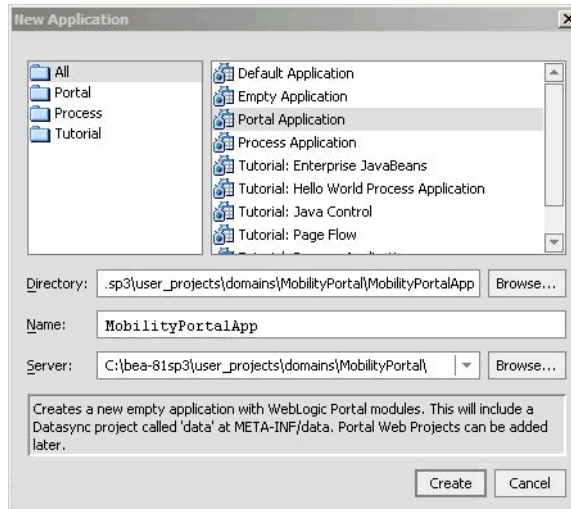 New Application
All
Portal
Process
Tutorial
Default Application
Empty Application
Portal Application
Process Application
Tutorial: Enterprise JavaBeans
Tutorial: Hello World Process Application
Tutorial: Java Control
Tutorial: Page Flow
Directory: .sp3\user_projects\domains\MobilityPortal\MobilityPortalApp Browse...
Name: MobilityPortalApp
Server: C:\bea-81sp3\user_projects\domains\MobilityPortal\ Browse...
Creates a new empty application with WebLogic Portal modules. This will include a
Datasync project called 'data' at META-INF/data. Portal Web Projects can be added
later.
Create Cancel